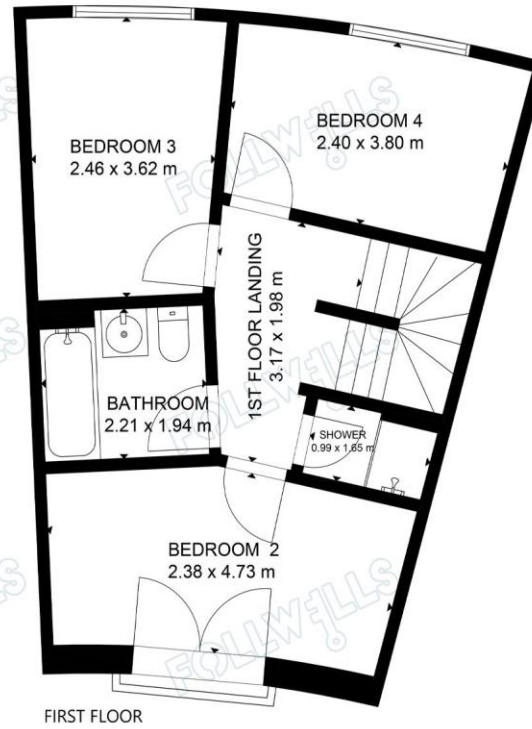 BEDROOM 3
2.46 x 3.62 m
BEDROOM 4
2.40 x 3.80 m
1ST FLOOR LANDING
3.17 x 1.98 m
BATHROOM
2.21 x 1.94 m
SHOWER
0.99 x 1.65 m
BEDROOM 2
2.38 x 4.73 m
FIRST FLOOR
FOLLWELLS
FOLLWELLS
FOLLWELLS